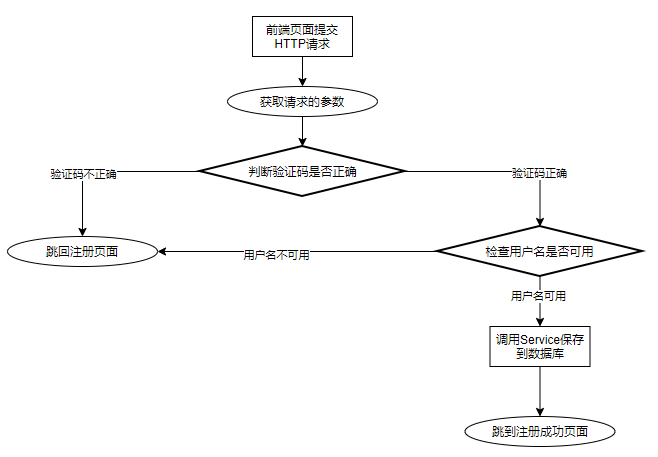 前端页面提交
HTTP请求
获取请求的参数
判断验证码是否正确
验证码不正确
验证码正确
跳回注册页面
用户名不可用
检查用户名是否可用
用户名可用
调用Service保存
到数据库
跳到注册成功页面